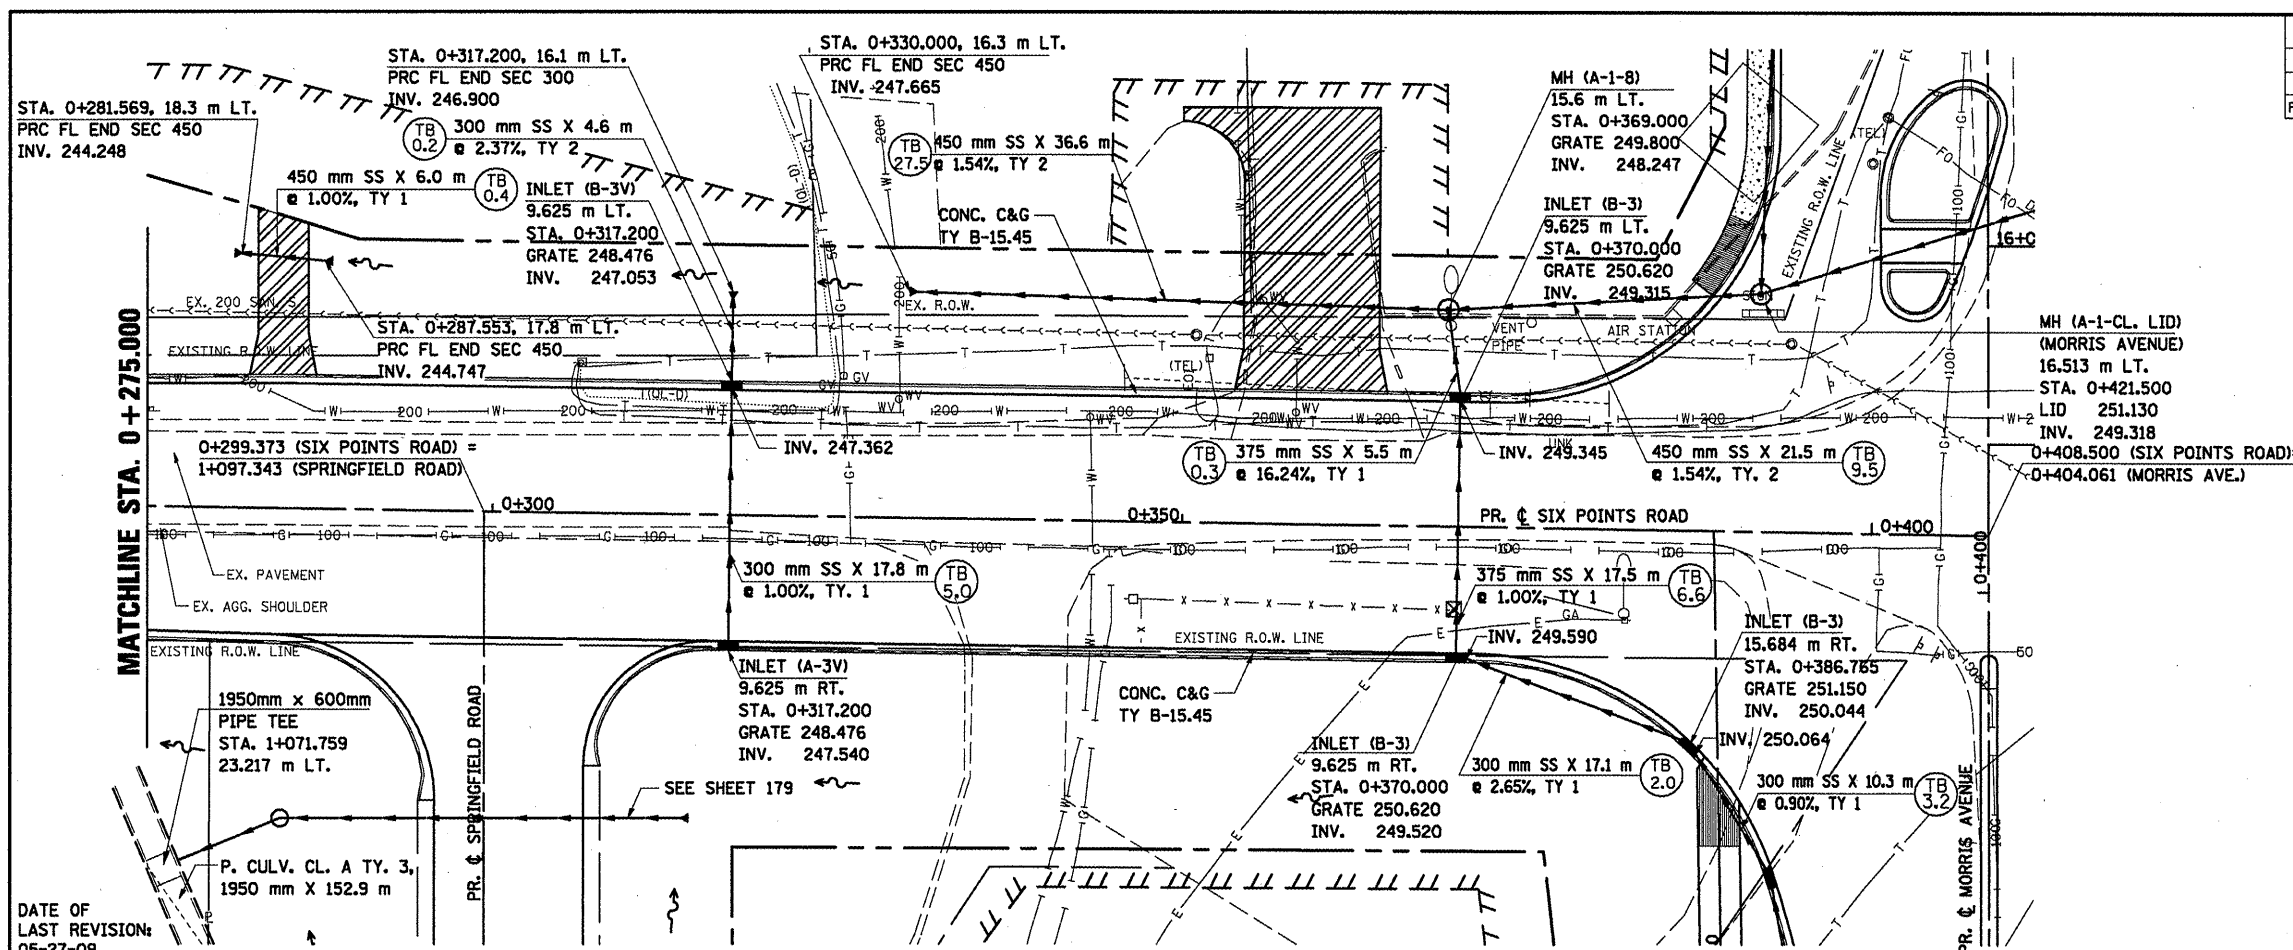 STA. 0+281.569, 18.3 m LT.
PRC FL END SEC 450
INV. 244.248
STA. 0+317.200, 16.1 m LT.
PRC FL END SEC 300
INV. 246.900
TB
0.2
300 mm SS X 4.6 m
@ 2.37%, TY 2
450 mm SS X 6.0 m
@ 1.00%, TY 1
TB
0.4
INLET (B-3V)
9.625 m LT.
STA. 0+317.200
GRATE 248.476
INV. 247.053
STA. 0+330.000, 16.3 m LT.
PRC FL END SEC 450
INV. 247.665
TB
27.5
450 mm SS X 36.6 m
@ 1.54%, TY 2
CONC. C&G
TY B-15.45
MH (A-1-8)
15.6 m LT.
STA. 0+369.000
GRATE 249.800
INV. 248.247
INLET (B-3)
9.625 m LT.
STA. 0+370.000
GRATE 250.620
INV. 249.315
EXISTING R.O.W. LINE
(TEL)
16+0
EX. 200 SAN. S.
EX. R.O.W.
STA. 0+287.553, 17.8 m LT.
PRC FL END SEC 450
INV. 244.747
EXISTING R.O.W. LINE
VENT
PIPE
AIR STATION
MH (A-1-CL. LID)
(MORRIS AVENUE)
16.513 m LT.
STA. 0+421.500
LID 251.130
INV. 249.318
0+408.500 (SIX POINTS ROAD)=
0+404.061 (MORRIS AVE.)
MATCHLINE STA. 0+275.000
(TEL)
T(QL-D)
GV
GV
WV
0+299.373 (SIX POINTS ROAD) =
1+097.343 (SPRINGFIELD ROAD)
INV. 247.362
TB
0.3
375 mm SS X 5.5 m
@ 16.24%, TY 1
INV. 249.345
450 mm SS X 21.5 m
@ 1.54%, TY. 2
TB
9.5
UNK
0+300
0+350
PR. ℄ SIX POINTS ROAD
0+400
0+400
EX. PAVEMENT
EX. AGG. SHOULDER
300 mm SS X 17.8 m
@ 1.00%, TY. 1
TB
5.0
375 mm SS X 17.5 m
@ 1.00%, TY 1
TB
6.6
GA
EXISTING R.O.W. LINE
EXISTING R.O.W. LINE
INV. 249.590
INLET (B-3)
15.684 m RT.
STA. 0+386.765
GRATE 251.150
INV. 250.044
INLET (A-3V)
9.625 m RT.
STA. 0+317.200
GRATE 248.476
INV. 247.540
CONC. C&G
TY B-15.45
1950mm x 600mm
PIPE TEE
STA. 1+071.759
23.217 m LT.
PR. ℄ SPRINGFIELD ROAD
SEE SHEET 179
INLET (B-3)
9.625 m RT.
STA. 0+370.000
GRATE 250.620
INV. 249.520
300 mm SS X 17.1 m
@ 2.65%, TY 1
TB
2.0
INV. 250.064
300 mm SS X 10.3 m
@ 0.90%, TY 1
TB
3.2
PR. ℄ MORRIS AVENUE
P. CULV. CL. A TY. 3,
1950 mm X 152.9 m
DATE OF
LAST REVISION:
05-27-09